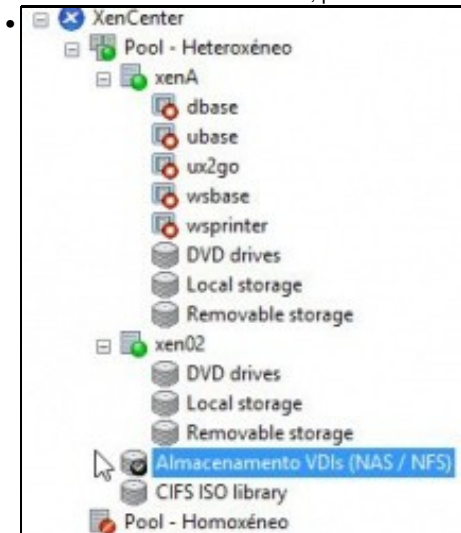 XenCenter
Pool - Heteroxéneo
xenA
dbase
ubase
ux2go
wsbase
wsprinter
DVD drives
Local storage
Removable storage
xen02
DVD drives
Local storage
Removable storage
Almacenamento VDIs (NAS / NFS)
CIFS ISO library
Pool - Homoxéneo